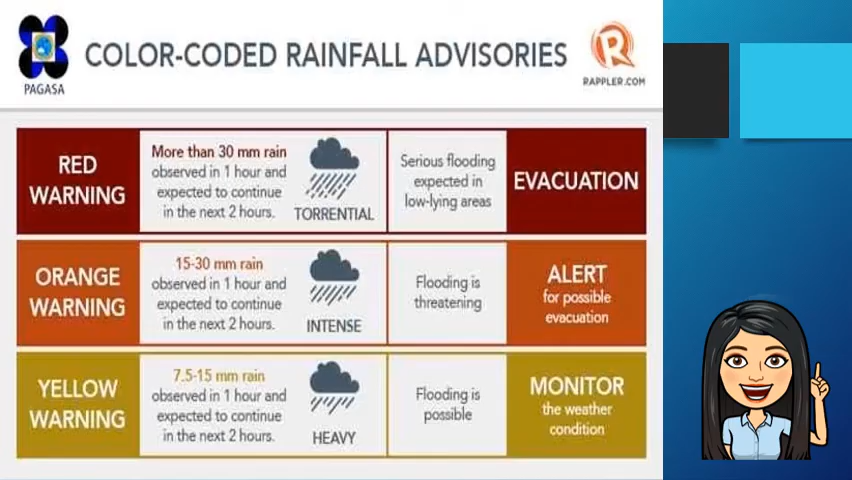 PAGASA
COLOR-CODED RAINFALL ADVISORIES
RAPPLER.COM
RED
WARNING
More than 30 mm rain
observed in 1 hour and
expected to continue
in the next 2 hours.
TORRENTIAL
Serious flooding
expected in
low-lying areas
EVACUATION
ORANGE
WARNING
15-30 mm rain
observed in 1 hour and
expected to continue
in the next 2 hours.
INTENSE
Flooding is
threatening
ALERT
for possible
evacuation
YELLOW
WARNING
7.5-15 mm rain
observed in 1 hour and
expected to continue
in the next 2 hours.
HEAVY
Flooding is
possible
MONITOR
the weather
condition